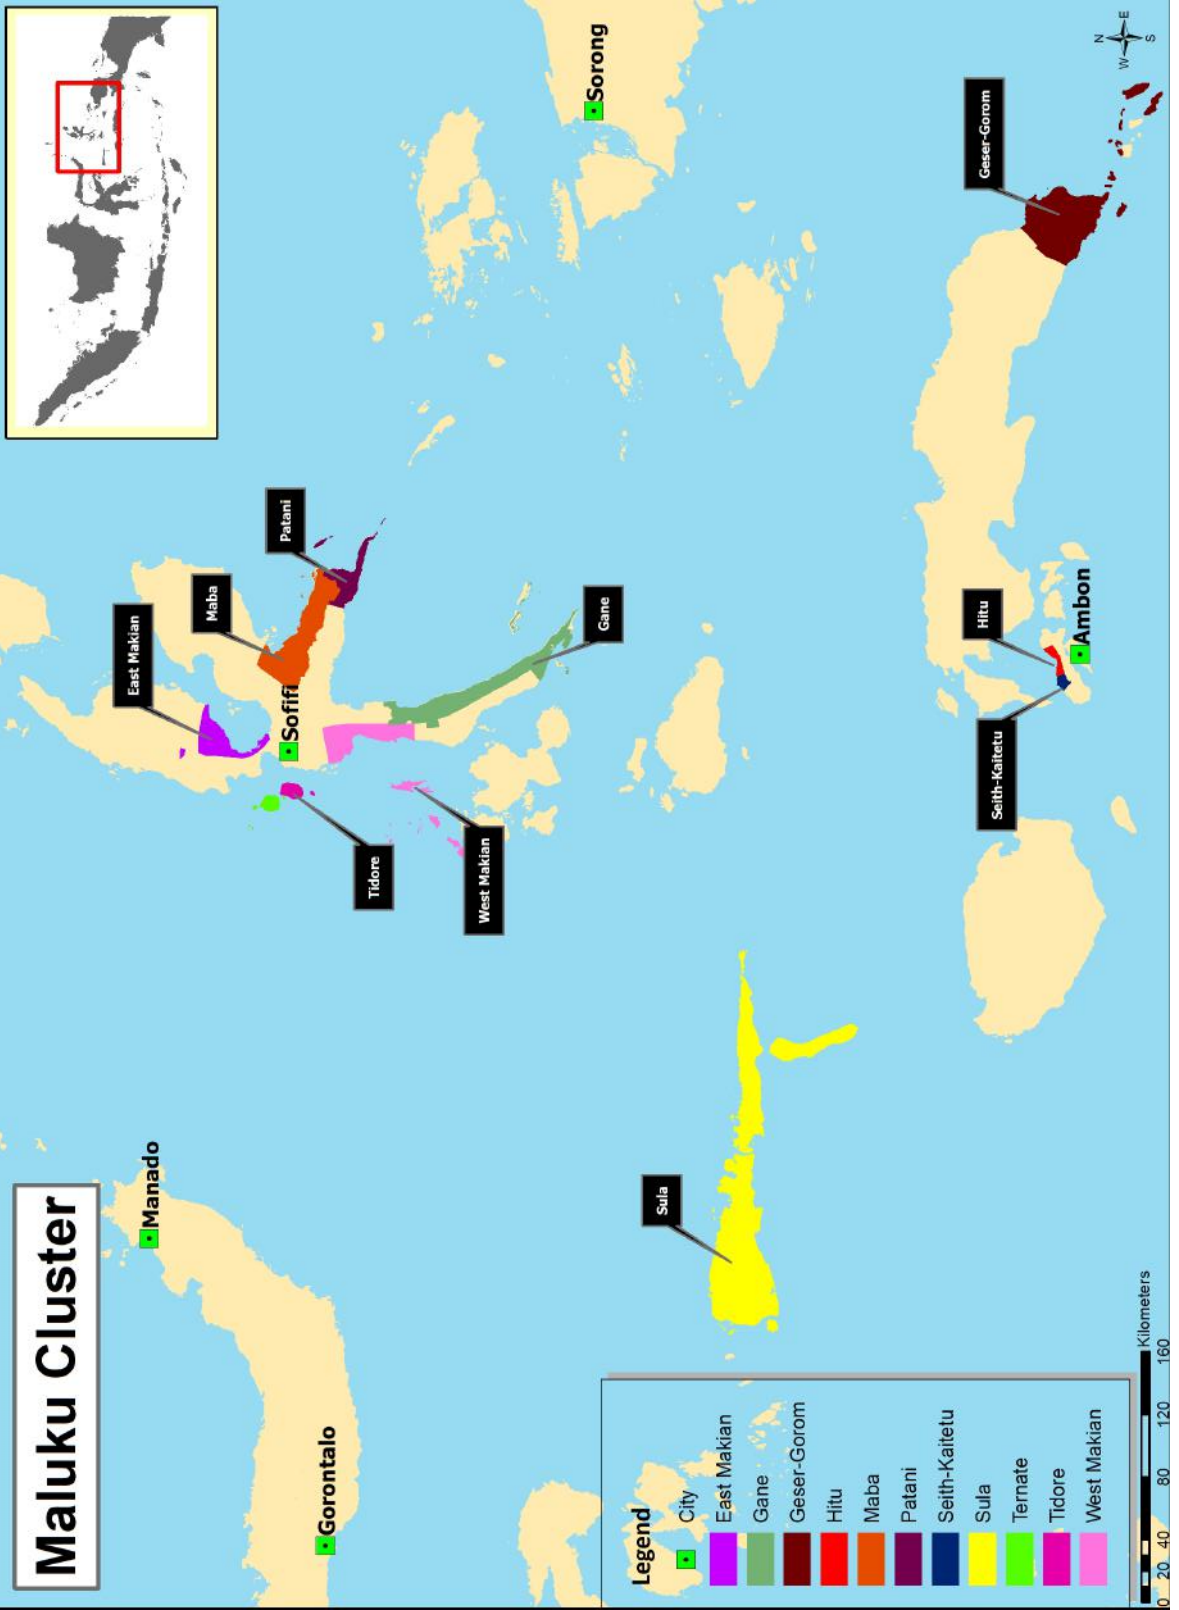 Maluku Cluster
Manado
Gorontalo
Sofifi
Sorong
Ambon
East Makian
Maba
Patani
Gane
Tidore
West Makian
Sula
Hitu
Seith-Kaitetu
Geser-Gorom
N
W
E
S
Legend
City
East Makian
Gane
Geser-Gorom
Hitu
Maba
Patani
Seith-Kaitetu
Sula
Ternate
Tidore
West Makian
0 20 40 80 120 160
Kilometers